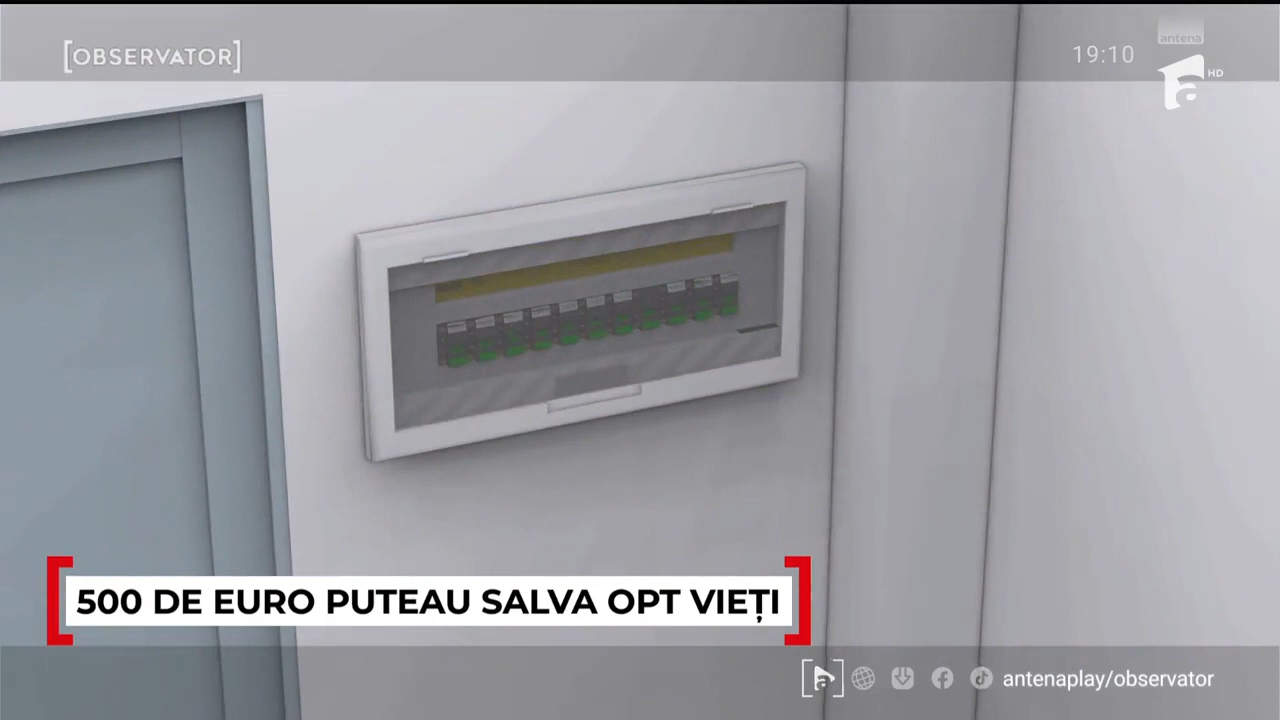 [OBSERVATOR]
19:10
antena
HD
500 DE EURO PUTEAU SALVA OPT VIEȚI
antenaplay/observator